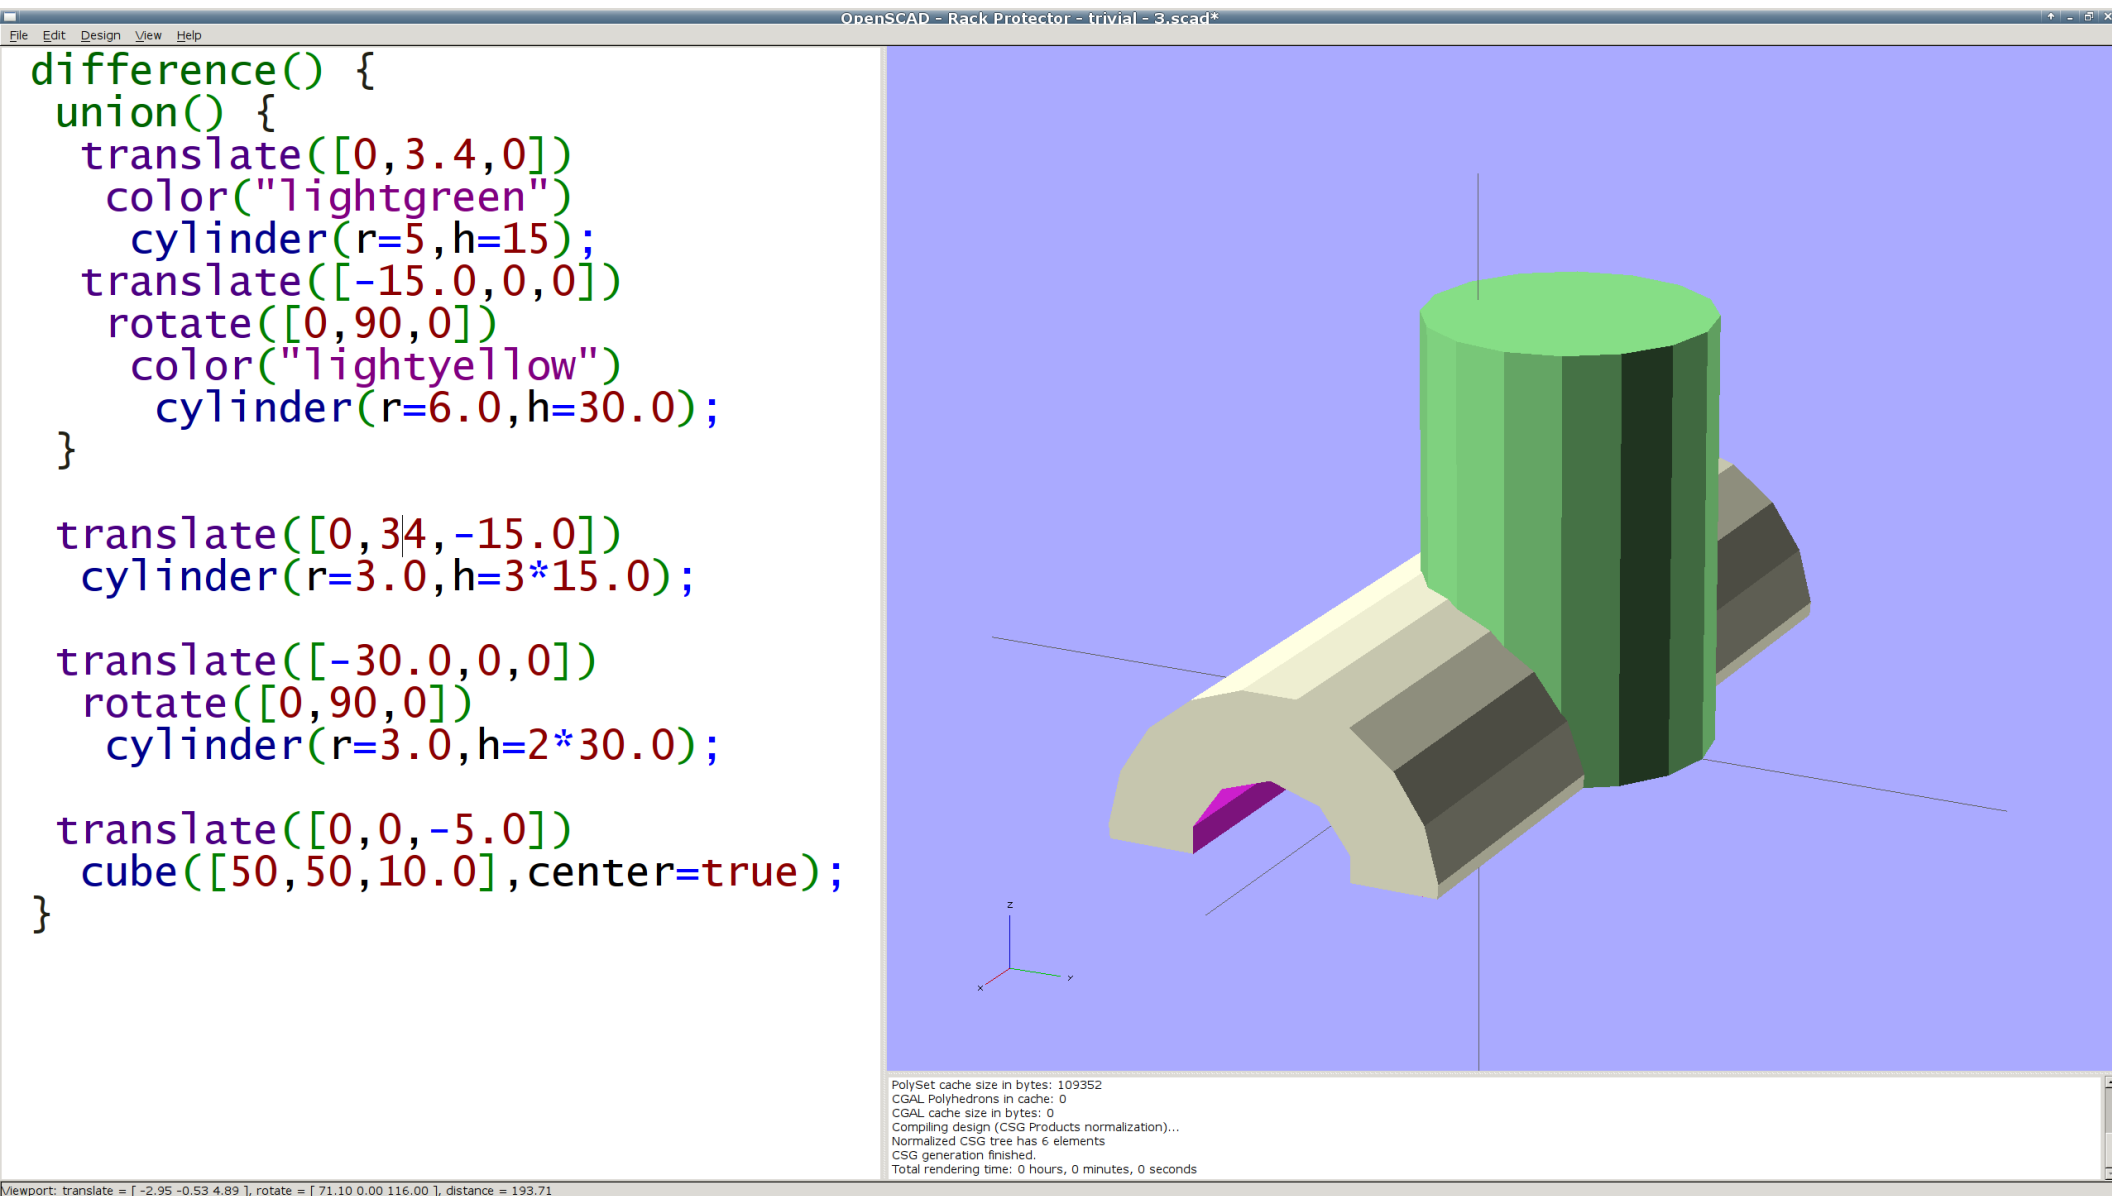 OpenSCAD - Rack Protector - trivial - 3.scad*
File Edit Design View Help
difference() {
union() {
translate([0,3.4,0])
color("lightgreen")
cylinder(r=5,h=15);
translate([-15.0,0,0])
rotate([0,90,0])
color("lightyellow")
cylinder(r=6.0,h=30.0);
}
translate([0,34,-15.0])
cylinder(r=3.0,h=3*15.0);
translate([-30.0,0,0])
rotate([0,90,0])
cylinder(r=3.0,h=2*30.0);
translate([0,0,-5.0])
cube([50,50,10.0],center=true);
}
z
y
x
PolySet cache size in bytes: 109352
CGAL Polyhedrons in cache: 0
CGAL cache size in bytes: 0
Compiling design (CSG Products normalization)...
Normalized CSG tree has 6 elements
CSG generation finished.
Total rendering time: 0 hours, 0 minutes, 0 seconds
Viewport: translate = [ -2.95 -0.53 4.89 ], rotate = [ 71.10 0.00 116.00 ], distance = 193.71